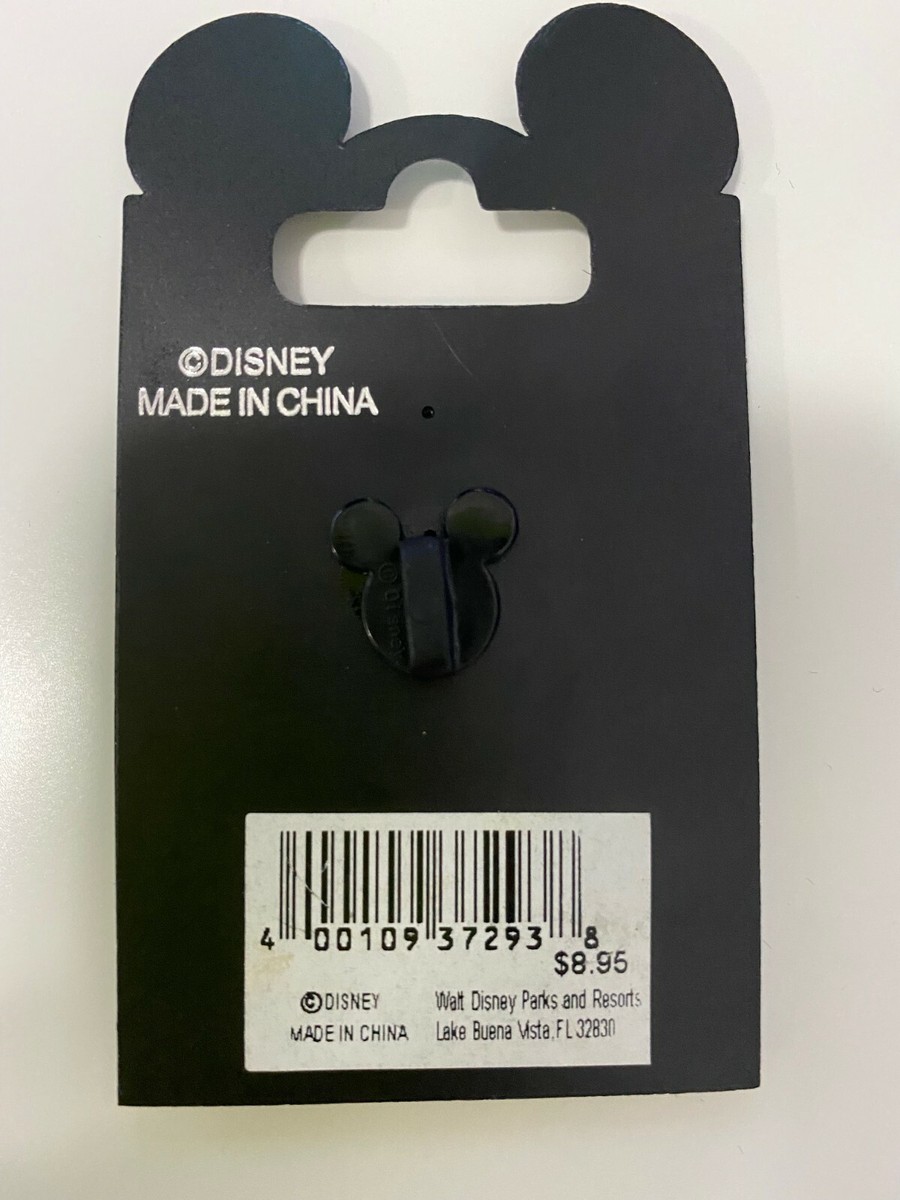 ©DISNEY
MADE IN CHINA
© Disney
4 00109 37293 8
$8.95
©DISNEY
MADE IN CHINA
Walt Disney Parks and Resorts
Lake Buena Vista, FL 32830